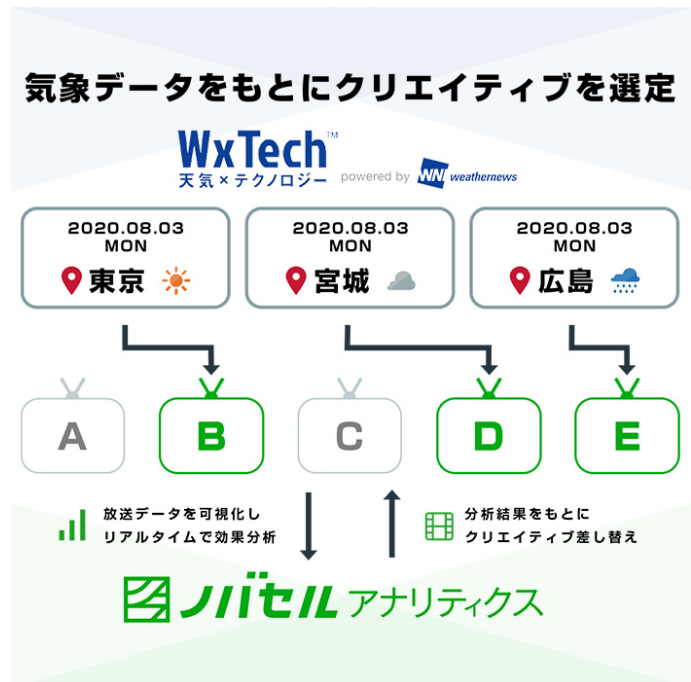 気象データをもとにクリエイティブを選定
WxTech™
天気×テクノロジー
powered by WNI weathernews
2020.08.03
MON
東京
2020.08.03
MON
宮城
2020.08.03
MON
広島
A
B
C
D
E
放送データを可視化し
リアルタイムで効果分析
分析結果をもとに
クリエイティブ差し替え
ノバセル アナリティクス